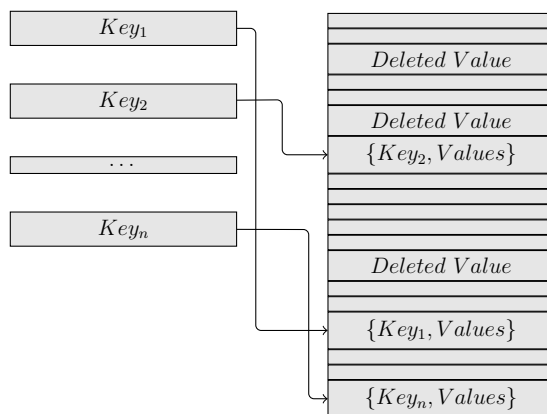 Key₁
Key₂
...
Keyₙ
Deleted Value
Deleted Value
{Key₂, Values}
Deleted Value
{Key₁, Values}
{Keyₙ, Values}